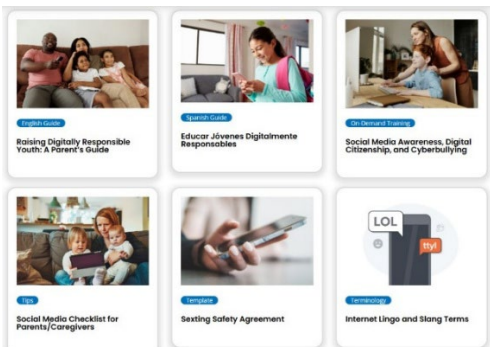 English Guide
Raising Digitally Responsible
Youth: A Parent's Guide
Spanish Guide
Educar Jóvenes Digitalmente
Responsables
On-Demand Training
Social Media Awareness, Digital
Citizenship, and Cyberbullying
Tips
Social Media Checklist for
Parents/Caregivers
Template
Sexting Safety Agreement
LOL
ttyl
Terminology
Internet Lingo and Slang Terms